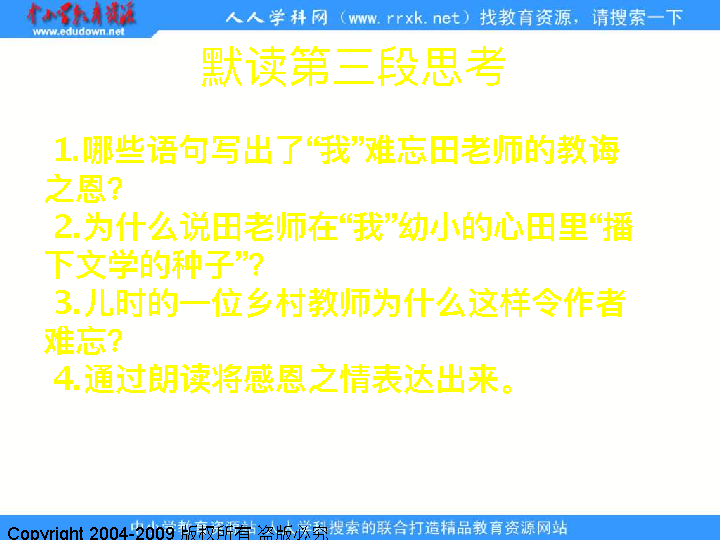 中小学教育资源
www.edudown.net
人人学科网（www.rrxk.net）找教育资源，请搜索一下
默读第三段思考
1.哪些语句写出了“我”难忘田老师的教诲
之恩?
2.为什么说田老师在“我”幼小的心田里“播
下文学的种子”?
3.儿时的一位乡村教师为什么这样令作者
难忘?
4.通过朗读将感恩之情表达出来。
中小学教育资源站、人人学科搜索的联合打造精品教育资源网站
Copyright 2004-2009 版权所有 盗版必究